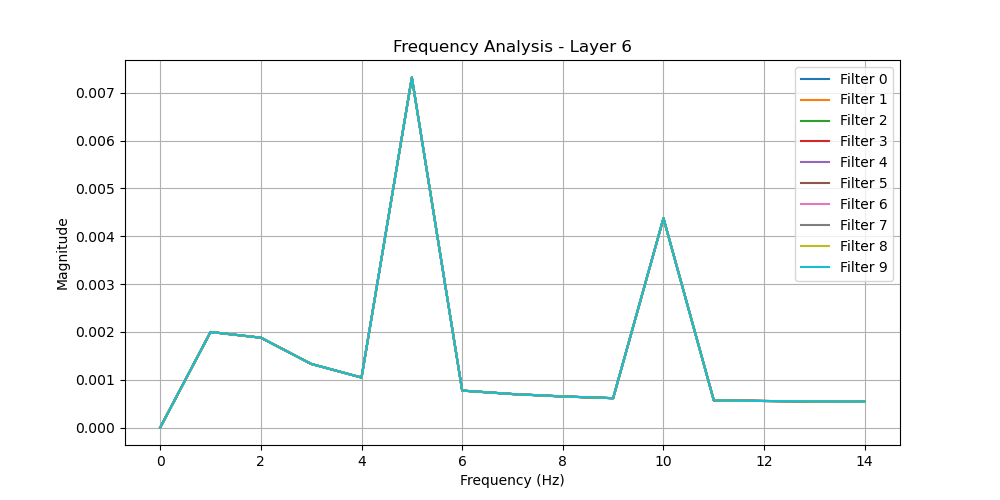 Frequency Analysis - Layer 6
Magnitude
0.007
0.006
0.005
0.004
0.003
0.002
0.001
0.000
Filter 0
Filter 1
Filter 2
Filter 3
Filter 4
Filter 5
Filter 6
Filter 7
Filter 8
Filter 9
0 2 4 6 8 10 12 14
Frequency (Hz)